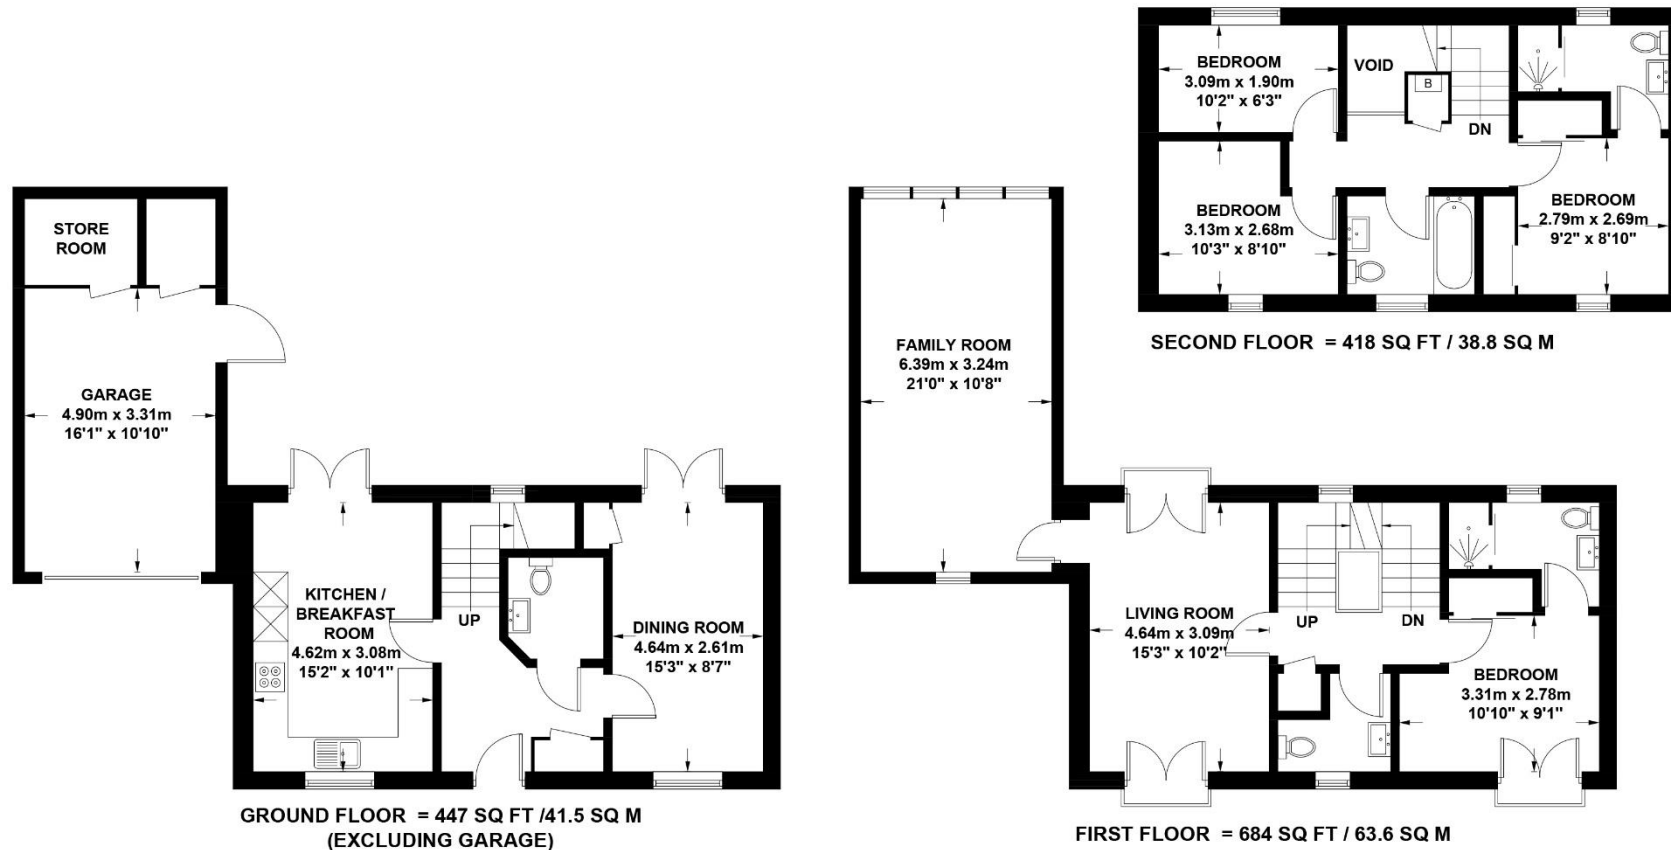 STORE
ROOM
GARAGE
4.90m x 3.31m
16'1" x 10'10"
KITCHEN /
BREAKFAST
ROOM
4.62m x 3.08m
15'2" x 10'1"
UP
DINING ROOM
4.64m x 2.61m
15'3" x 8'7"
GROUND FLOOR = 447 SQ FT /41.5 SQ M
(EXCLUDING GARAGE)
FAMILY ROOM
6.39m x 3.24m
21'0" x 10'8"
LIVING ROOM
4.64m x 3.09m
15'3" x 10'2"
UP
DN
BEDROOM
3.31m x 2.78m
10'10" x 9'1"
FIRST FLOOR = 684 SQ FT / 63.6 SQ M
BEDROOM
3.09m x 1.90m
10'2" x 6'3"
VOID
B
DN
BEDROOM
3.13m x 2.68m
10'3" x 8'10"
BEDROOM
2.79m x 2.69m
9'2" x 8'10"
SECOND FLOOR = 418 SQ FT / 38.8 SQ M